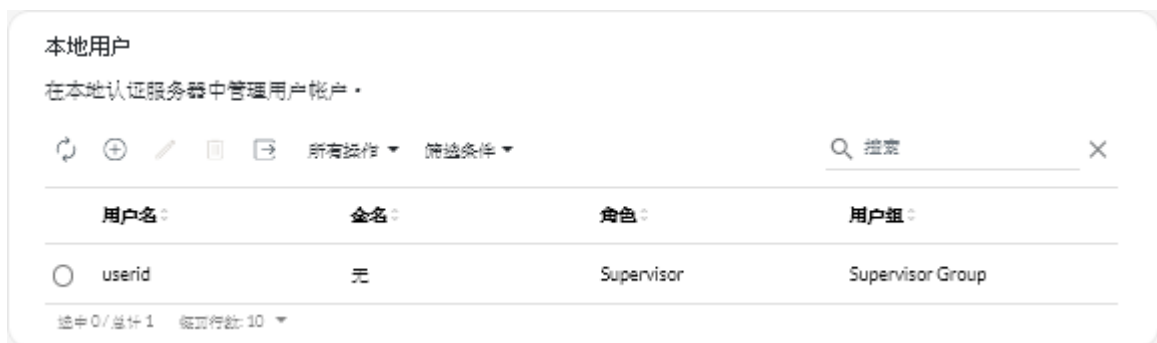 本地用户
在本地认证服务器中管理用户帐户。
所有操作 筛选条件 搜索
用户名 全名 角色 用户组
userid 无 Supervisor Supervisor Group
选中 0 / 总计 1 每页行数: 10